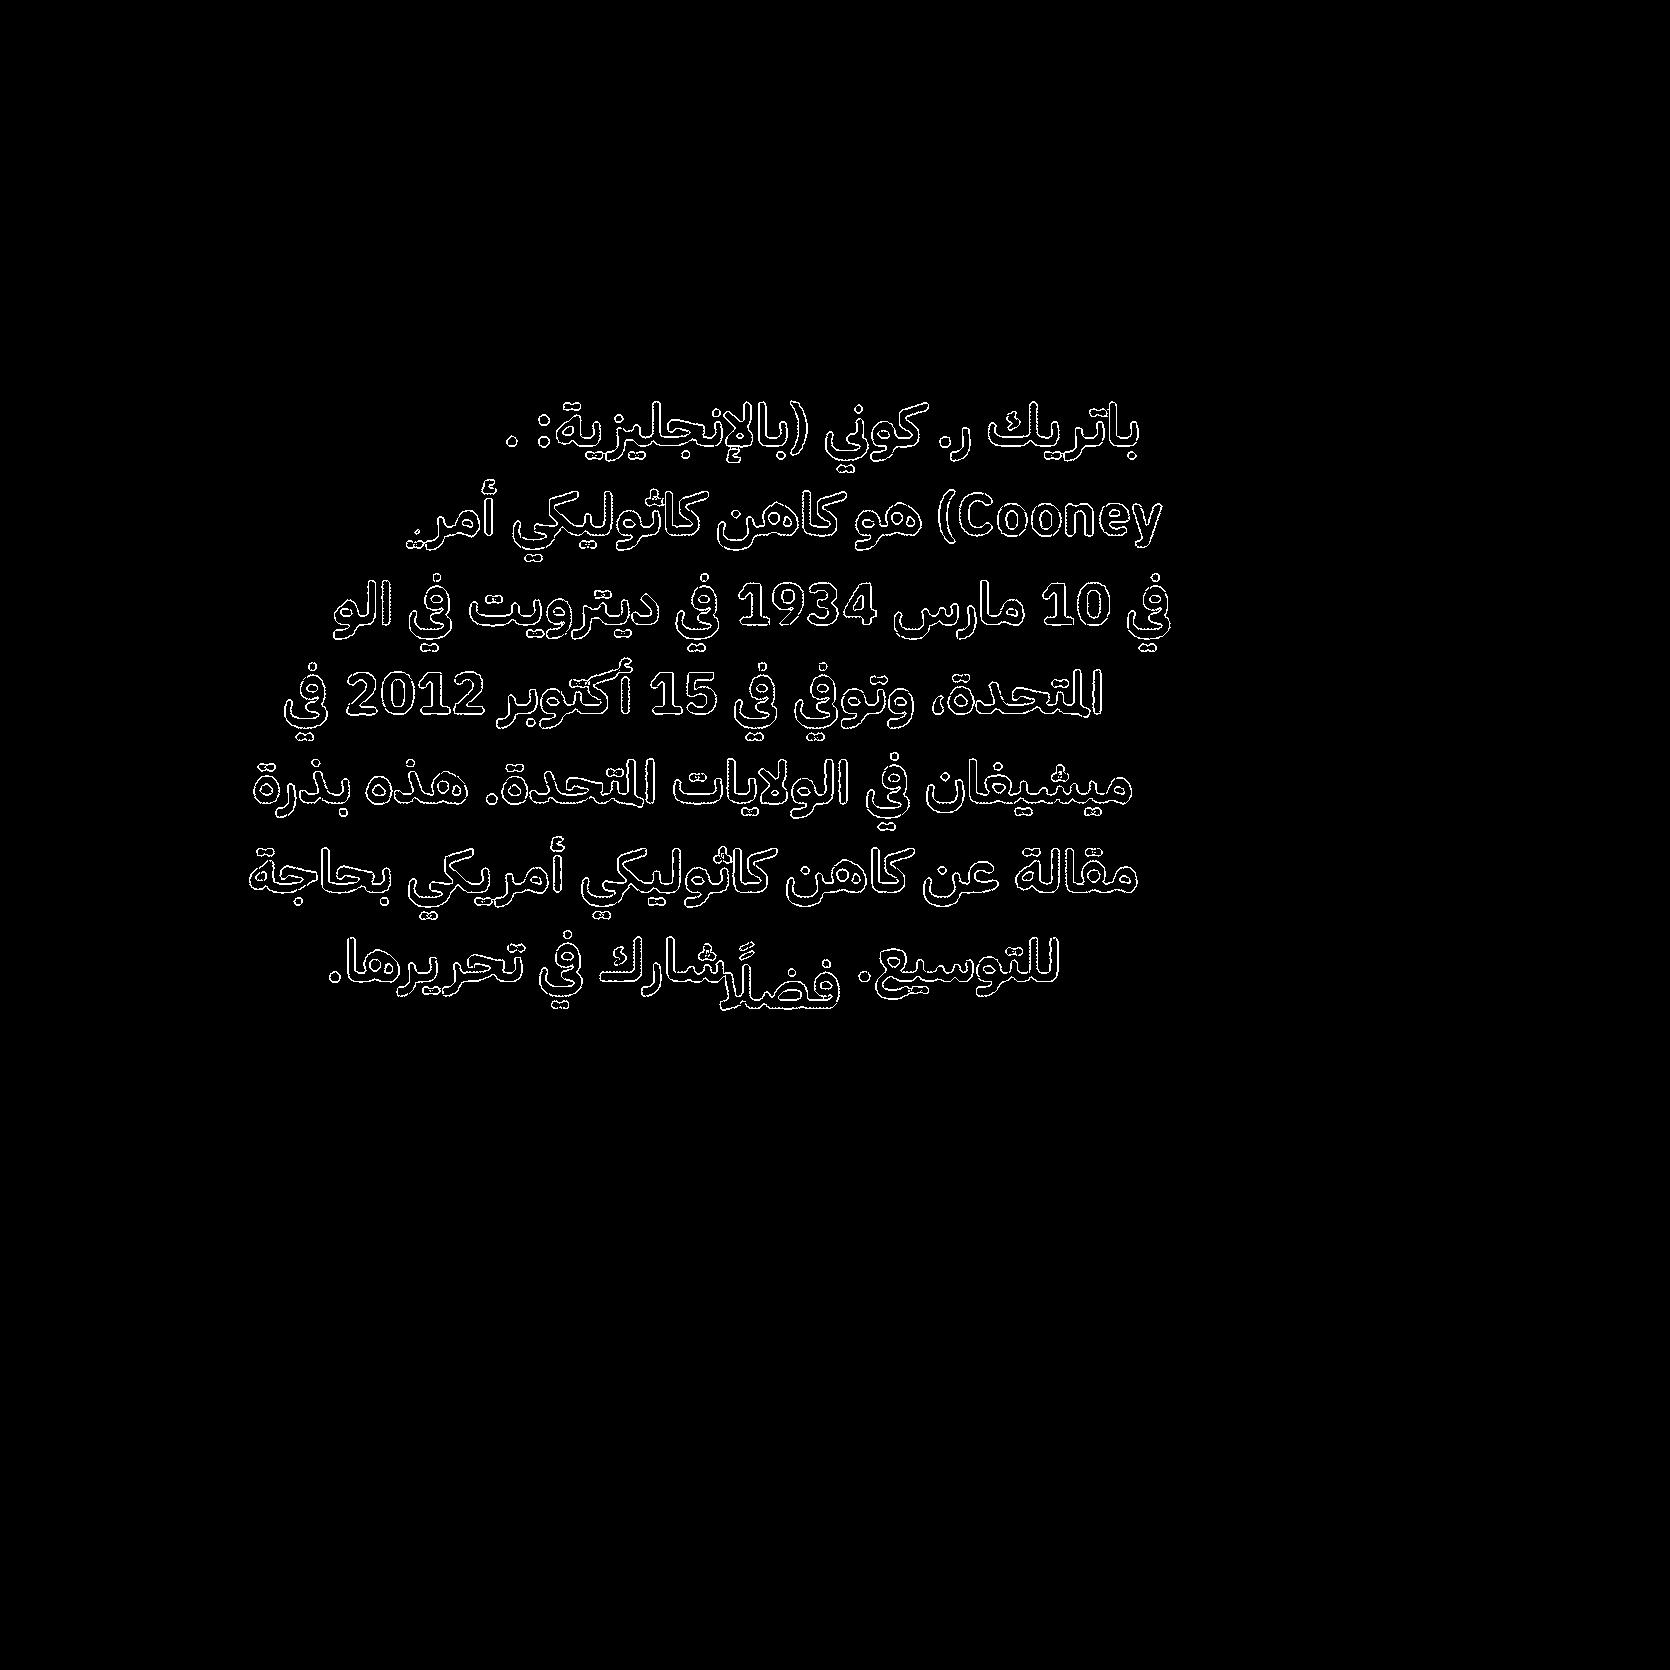 باتريك ر. كوني (بالإنجليزية: .
Cooney) هو كاهن كاثوليكي أمريـ
في 10 مارس 1934 في ديترويت في الو
المتحدة، وتوفي في 15 أكتوبر 2012 في
ميشيغان في الولايات المتحدة. هذه بذرة
مقالة عن كاهن كاثوليكي أمريكي بحاجة
للتوسيع. فضلًا شارك في تحريرها.